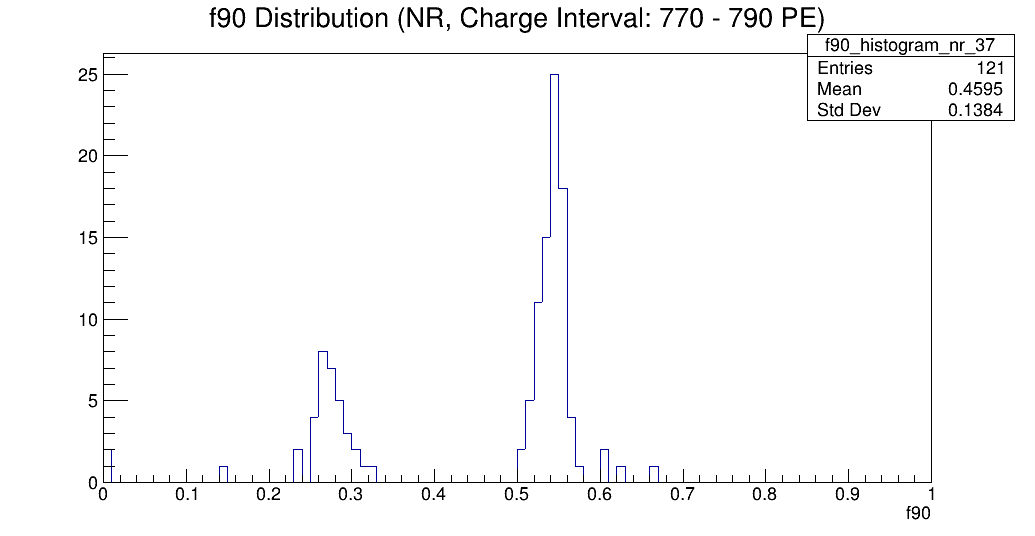 f90 Distribution (NR, Charge Interval: 770 - 790 PE)
f90_histogram_nr_37
Entries 121
Mean 0.4595
Std Dev 0.1384
25
20
15
10
5
0
0 0.1 0.2 0.3 0.4 0.5 0.6 0.7 0.8 0.9 1
f90